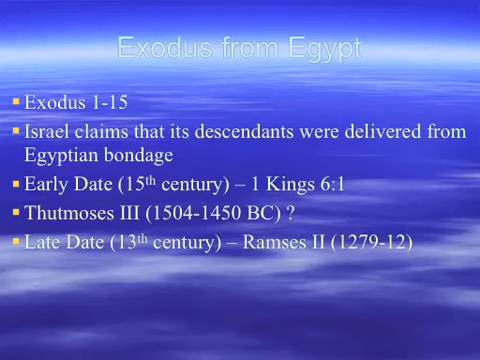 Exodus from Egypt
▪ Exodus 1-15
▪ Israel claims that its descendants were delivered from
Egyptian bondage
▪ Early Date (15th century) – 1 Kings 6:1
▪ Thutmoses III (1504-1450 BC) ?
▪ Late Date (13th century) – Ramses II (1279-12)